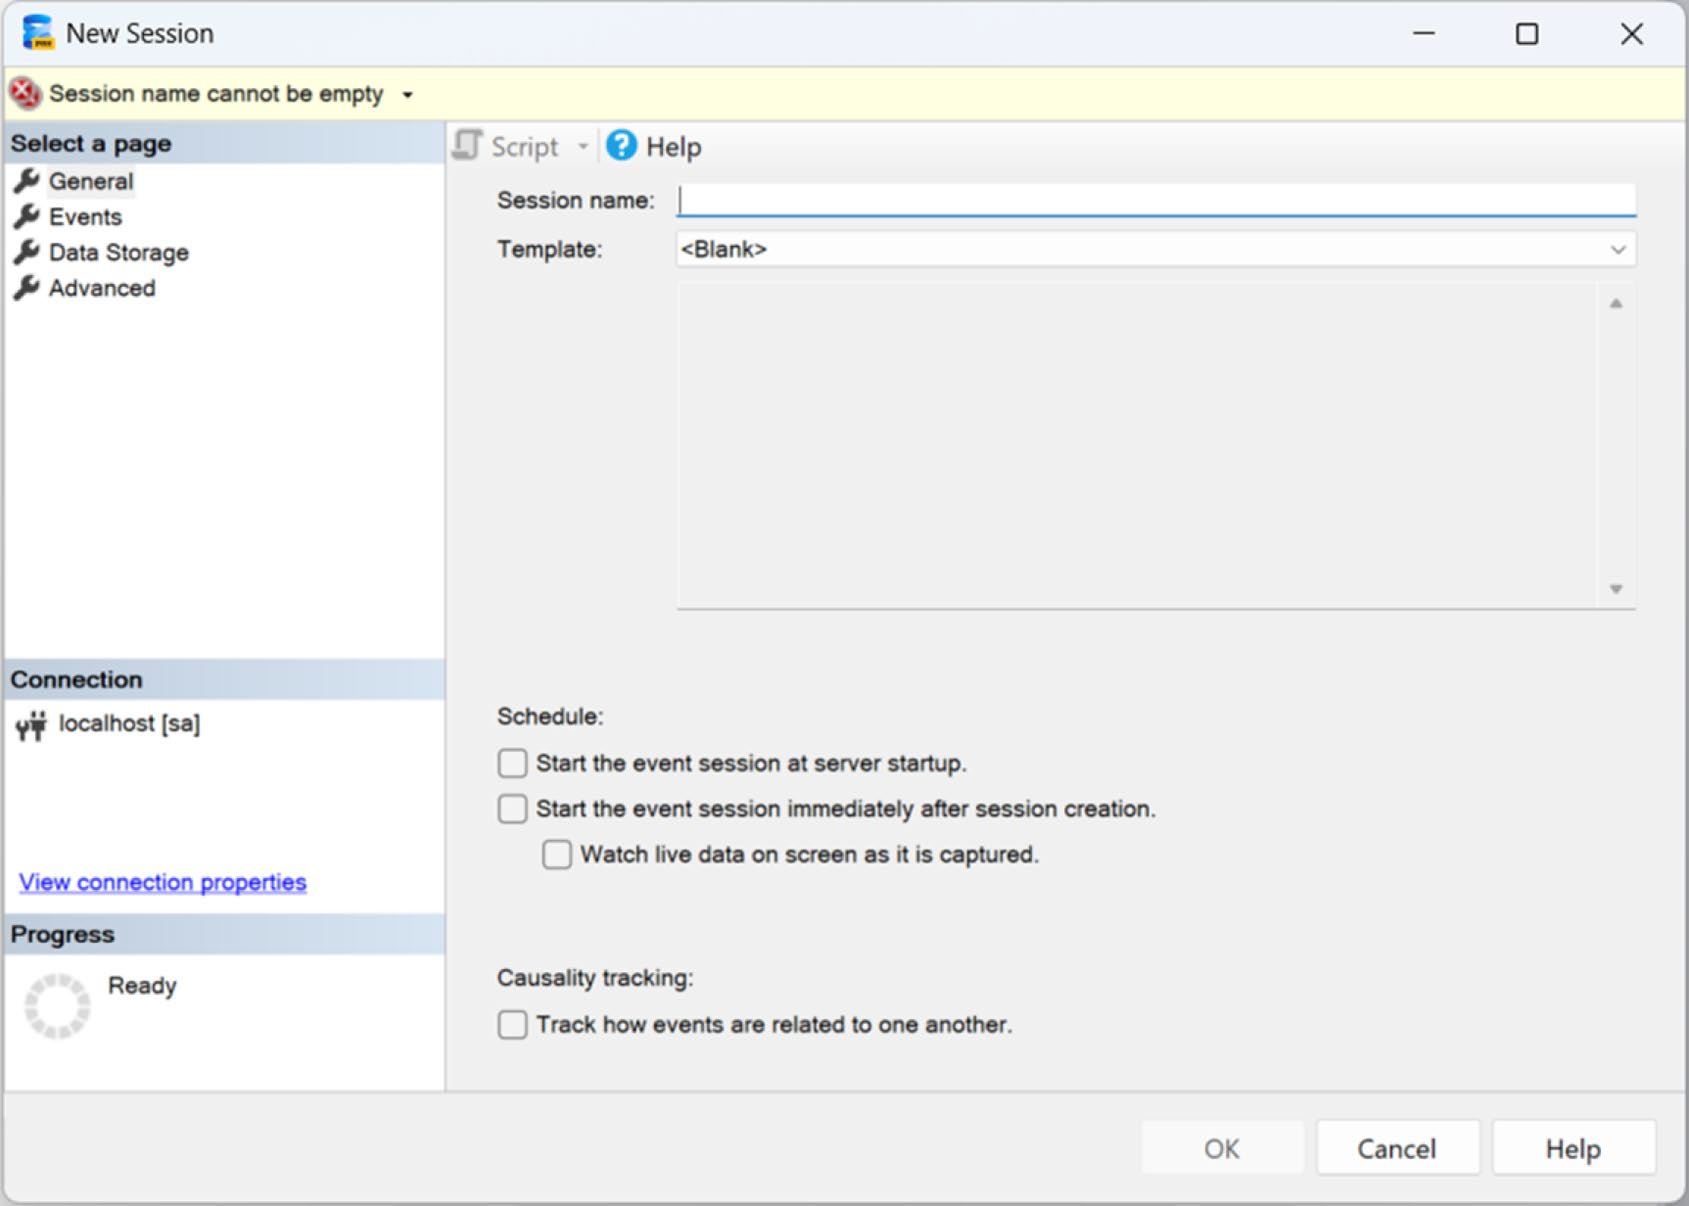 New Session
Session name cannot be empty
Select a page
General
Events
Data Storage
Advanced
Connection
localhost [sa]
View connection properties
Progress
Ready
Script
Help
Session name:
Template: <Blank>
Schedule:
Start the event session at server startup.
Start the event session immediately after session creation.
Watch live data on screen as it is captured.
Causality tracking:
Track how events are related to one another.
OK Cancel Help